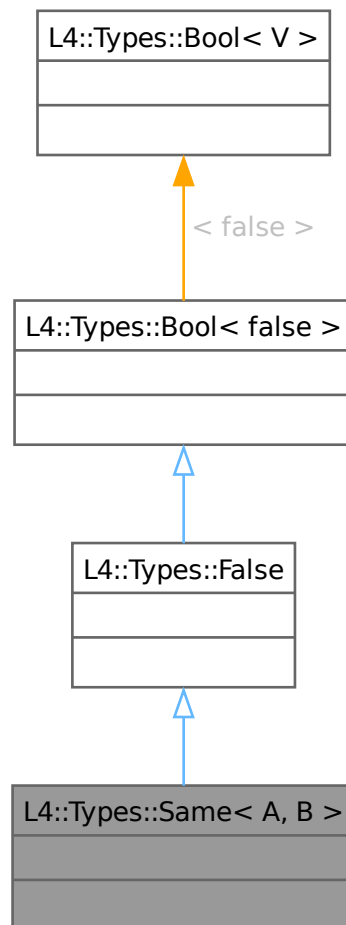 L4::Types::Bool< V >
< false >
L4::Types::Bool< false >
L4::Types::False
L4::Types::Same< A, B >